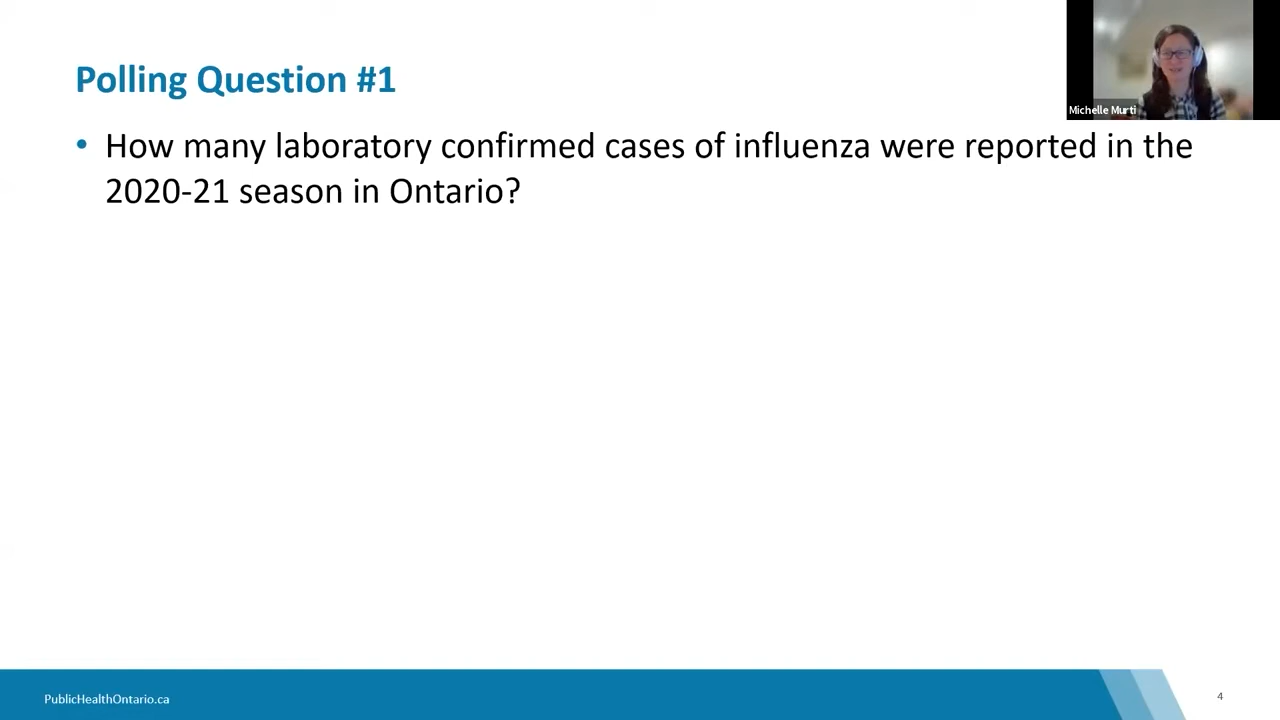 Polling Question #1
Michelle Murti
• How many laboratory confirmed cases of influenza were reported in the
2020-21 season in Ontario?
PublicHealthOntario.ca
4